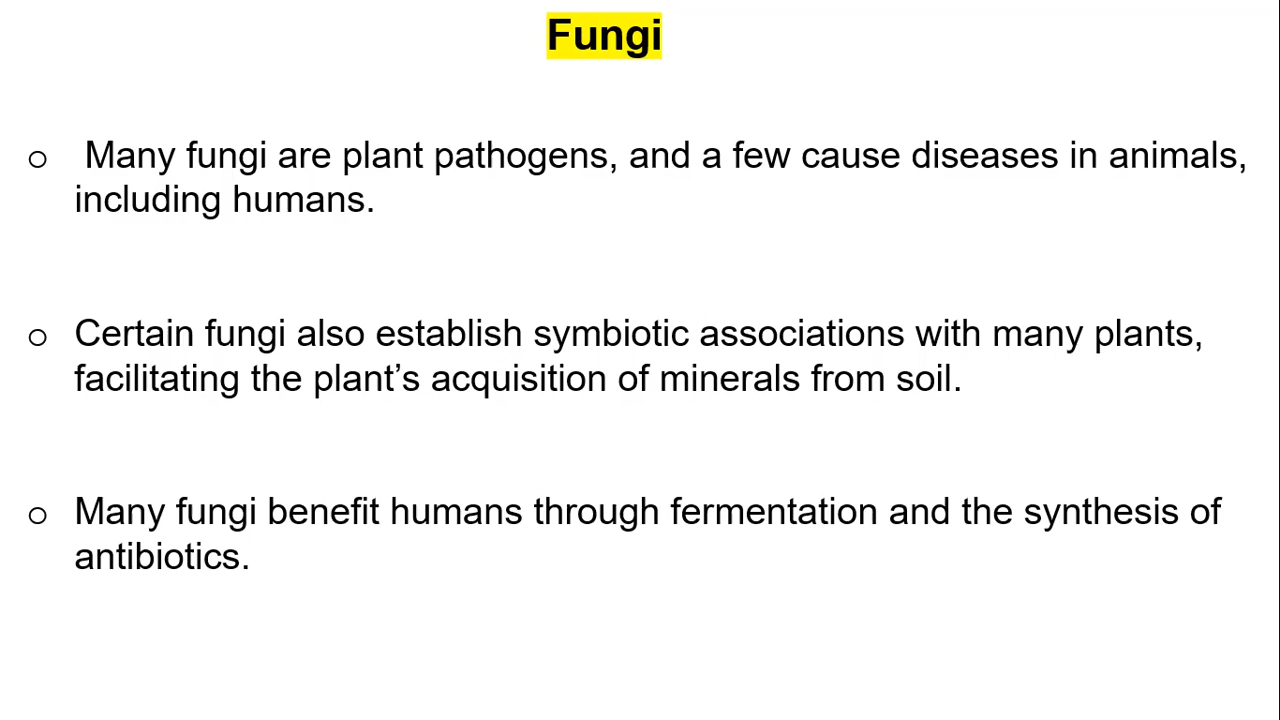 Fungi
o Many fungi are plant pathogens, and a few cause diseases in animals,
including humans.
o Certain fungi also establish symbiotic associations with many plants,
facilitating the plant’s acquisition of minerals from soil.
o Many fungi benefit humans through fermentation and the synthesis of
antibiotics.